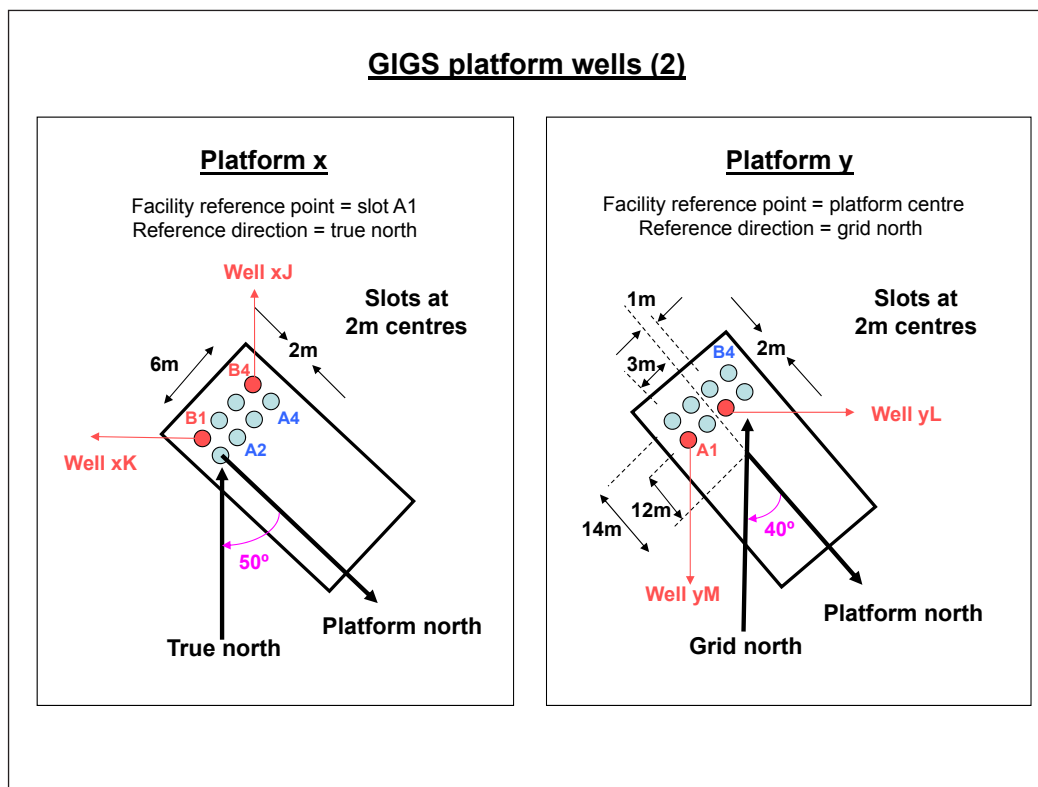 GIGS platform wells (2)
Platform x
Facility reference point = slot A1
Reference direction = true north
Well xJ
Slots at
2m centres
6m
2m
B4
B1
A4
A2
Well xK
50º
Platform north
True north
Platform y
Facility reference point = platform centre
Reference direction = grid north
1m
Slots at
2m centres
B4
2m
3m
Well yL
A1
12m
14m
40º
Well yM
Platform north
Grid north